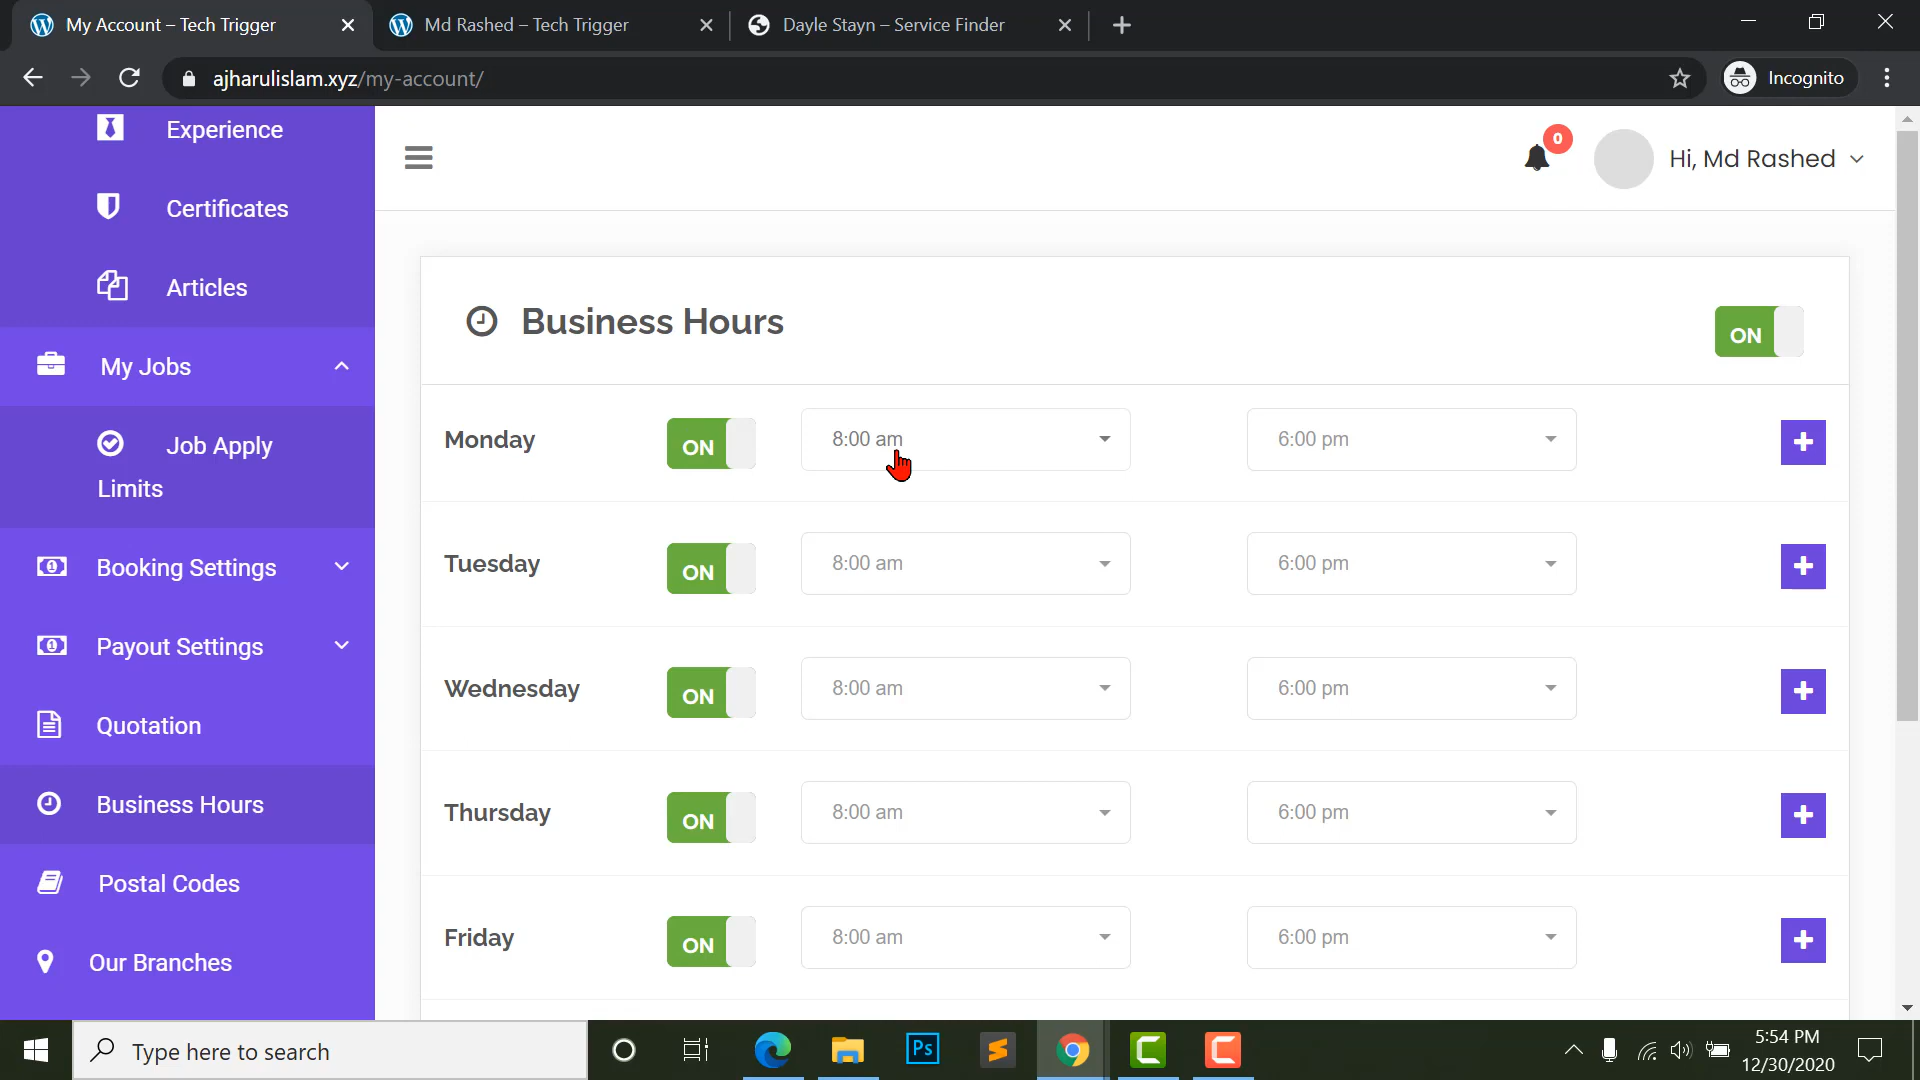 My Account – Tech Trigger
Md Rashed – Tech Trigger
Dayle Stayn – Service Finder
ajharulislam.xyz/my-account/
Incognito
Experience
Certificates
Articles
My Jobs
Job Apply
Limits
Booking Settings
Payout Settings
Quotation
Business Hours
Postal Codes
Our Branches
0
Hi, Md Rashed
Business Hours
ON
Monday ON 8:00 am 6:00 pm
Tuesday ON 8:00 am 6:00 pm
Wednesday ON 8:00 am 6:00 pm
Thursday ON 8:00 am 6:00 pm
Friday ON 8:00 am 6:00 pm
Type here to search
Ps
5:54 PM
12/30/2020